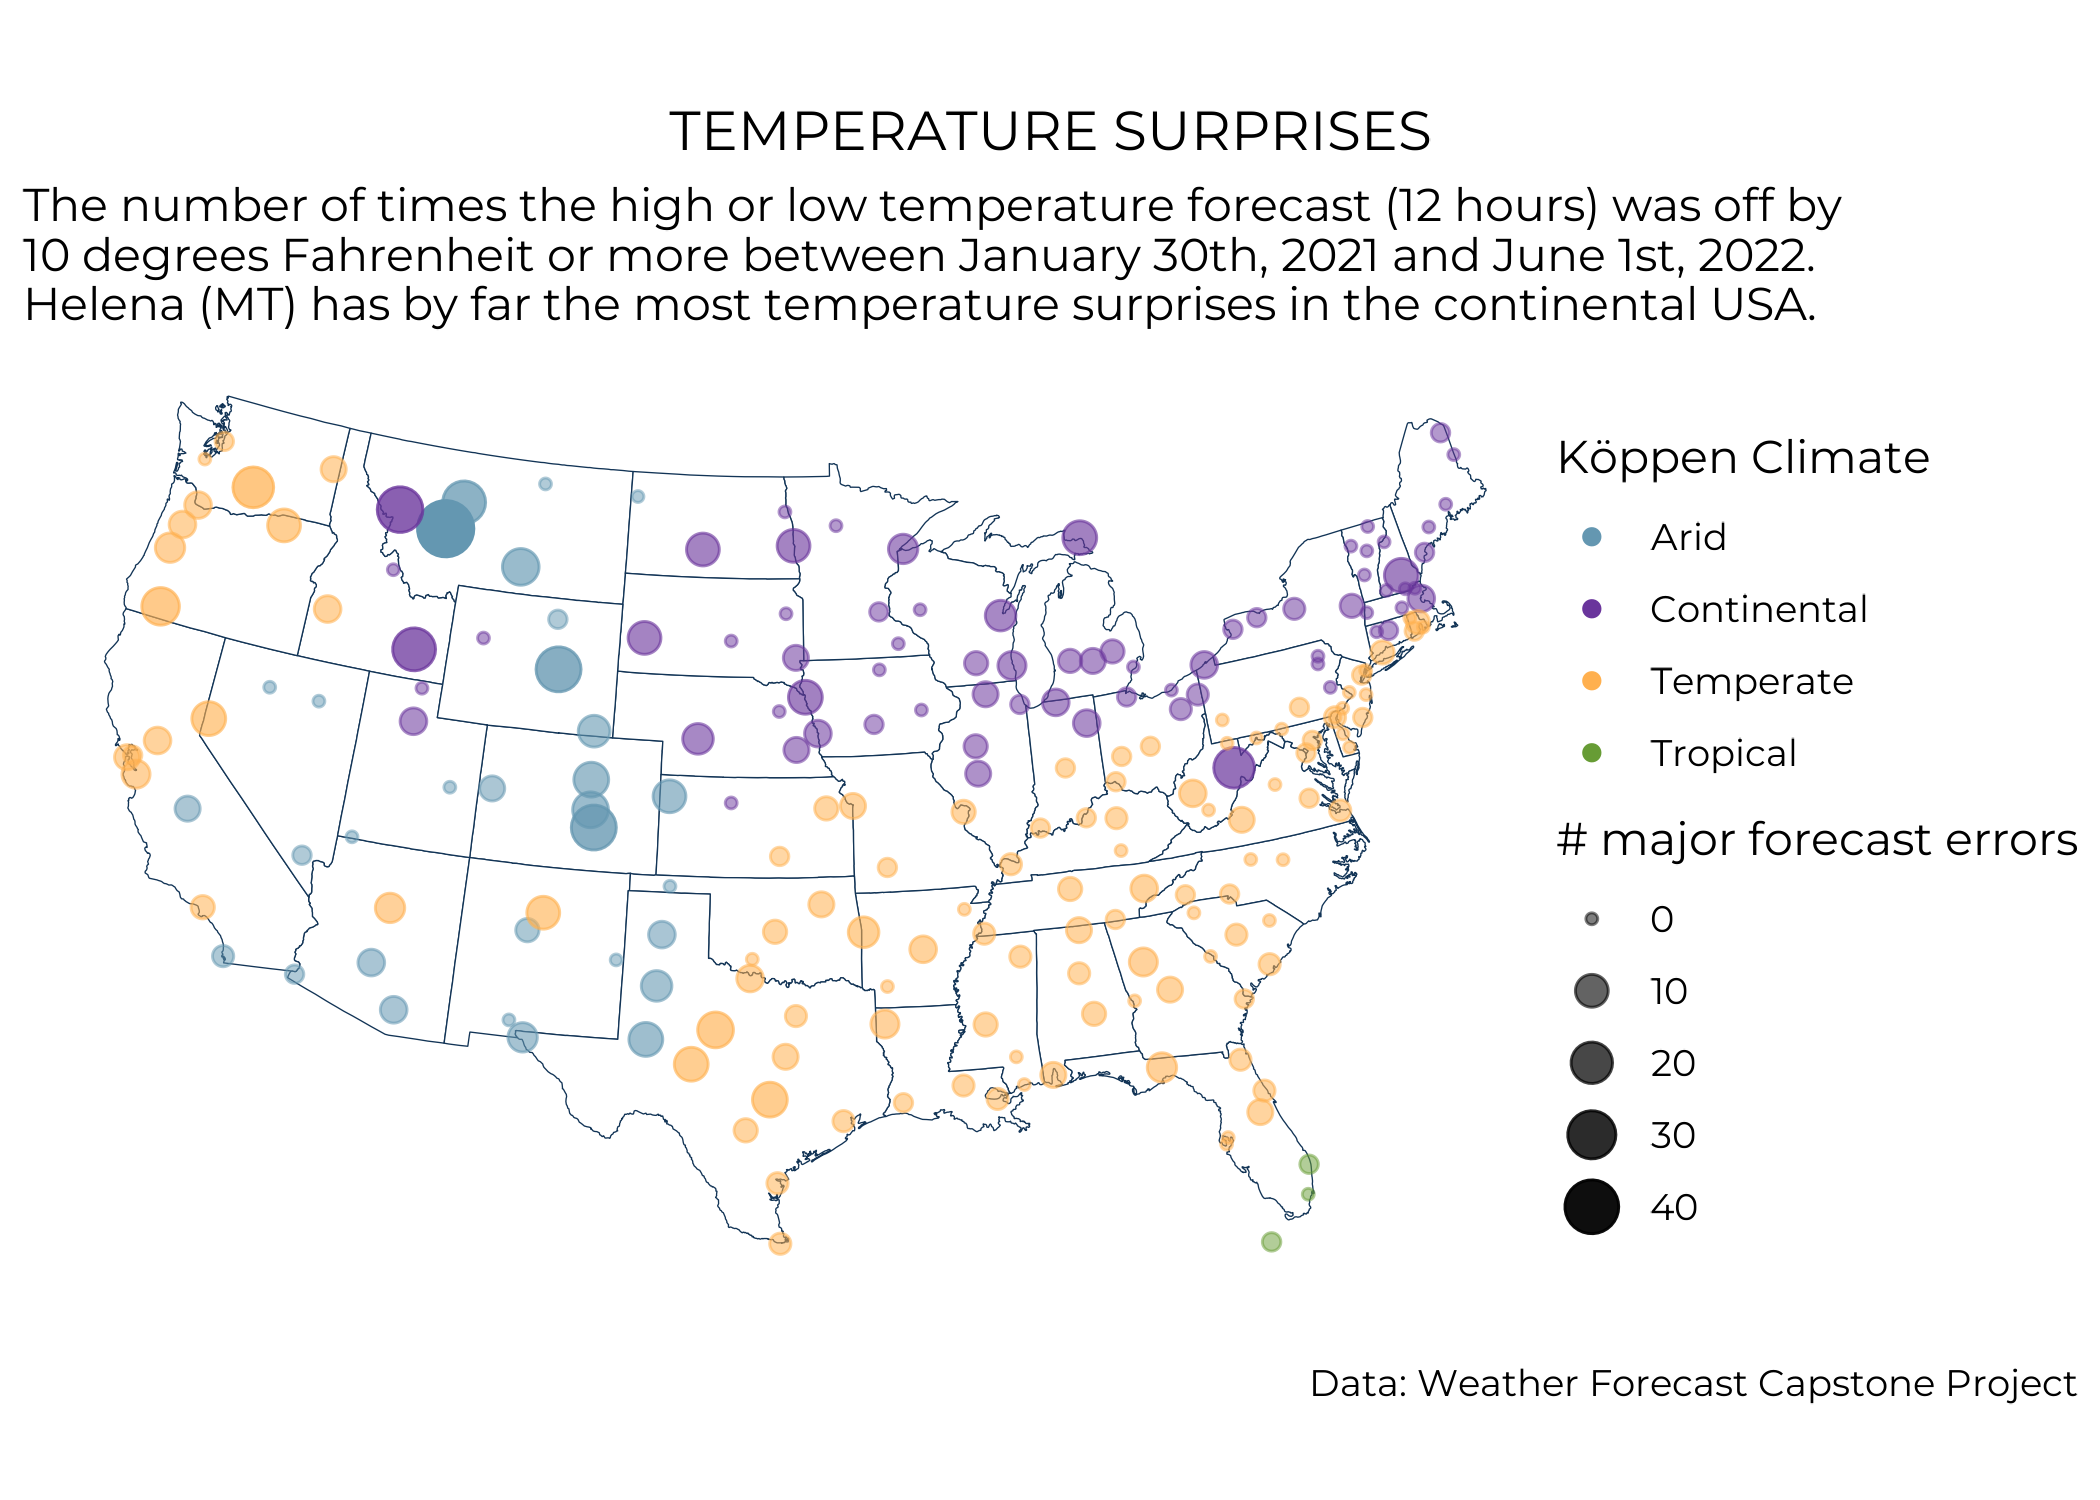 TEMPERATURE SURPRISES
The number of times the high or low temperature forecast (12 hours) was off by
10 degrees Fahrenheit or more between January 30th, 2021 and June 1st, 2022.
Helena (MT) has by far the most temperature surprises in the continental USA.
Köppen Climate
Arid
Continental
Temperate
Tropical
# major forecast errors
0
10
20
30
40
Data: Weather Forecast Capstone Project